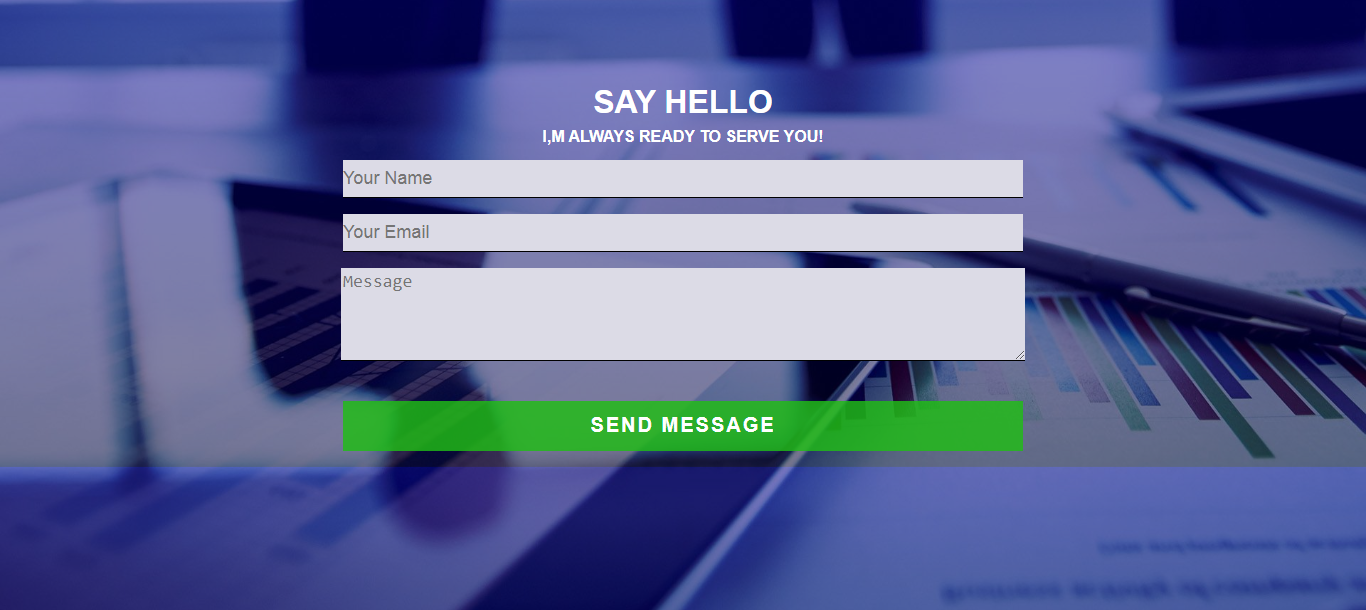 SAY HELLO
I,M ALWAYS READY TO SERVE YOU!
Your Name
Your Email
Message
SEND MESSAGE